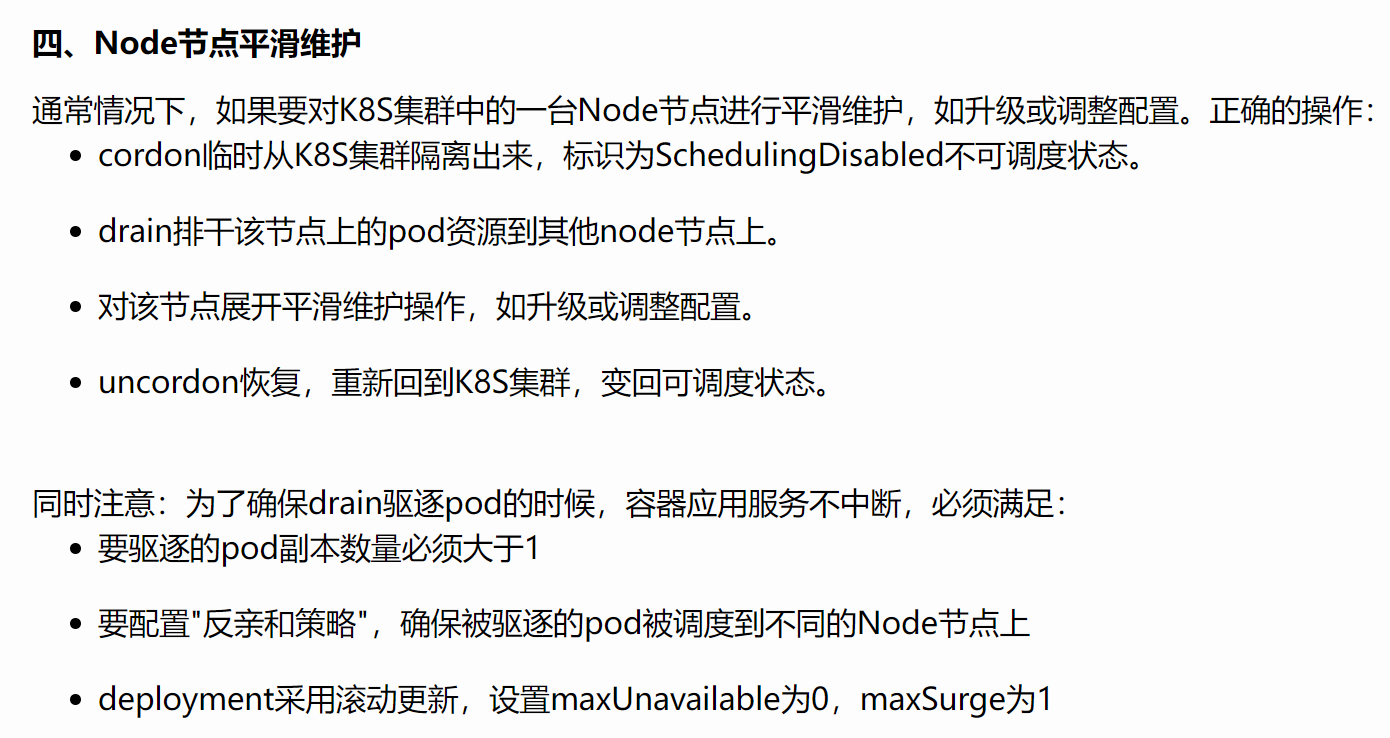 四、Node节点平滑维护
通常情况下，如果要对K8S集群中的一台Node节点进行平滑维护，如升级或调整配置。正确的操作：
• cordon临时从K8S集群隔离出来，标识为SchedulingDisabled不可调度状态。
• drain排干该节点上的pod资源到其他node节点上。
• 对该节点展开平滑维护操作，如升级或调整配置。
• uncordon恢复，重新回到K8S集群，变回可调度状态。
同时注意：为了确保drain驱逐pod的时候，容器应用服务不中断，必须满足：
• 要驱逐的pod副本数量必须大于1
• 要配置"反亲和策略"，确保被驱逐的pod被调度到不同的Node节点上
• deployment采用滚动更新，设置maxUnavailable为0，maxSurge为1